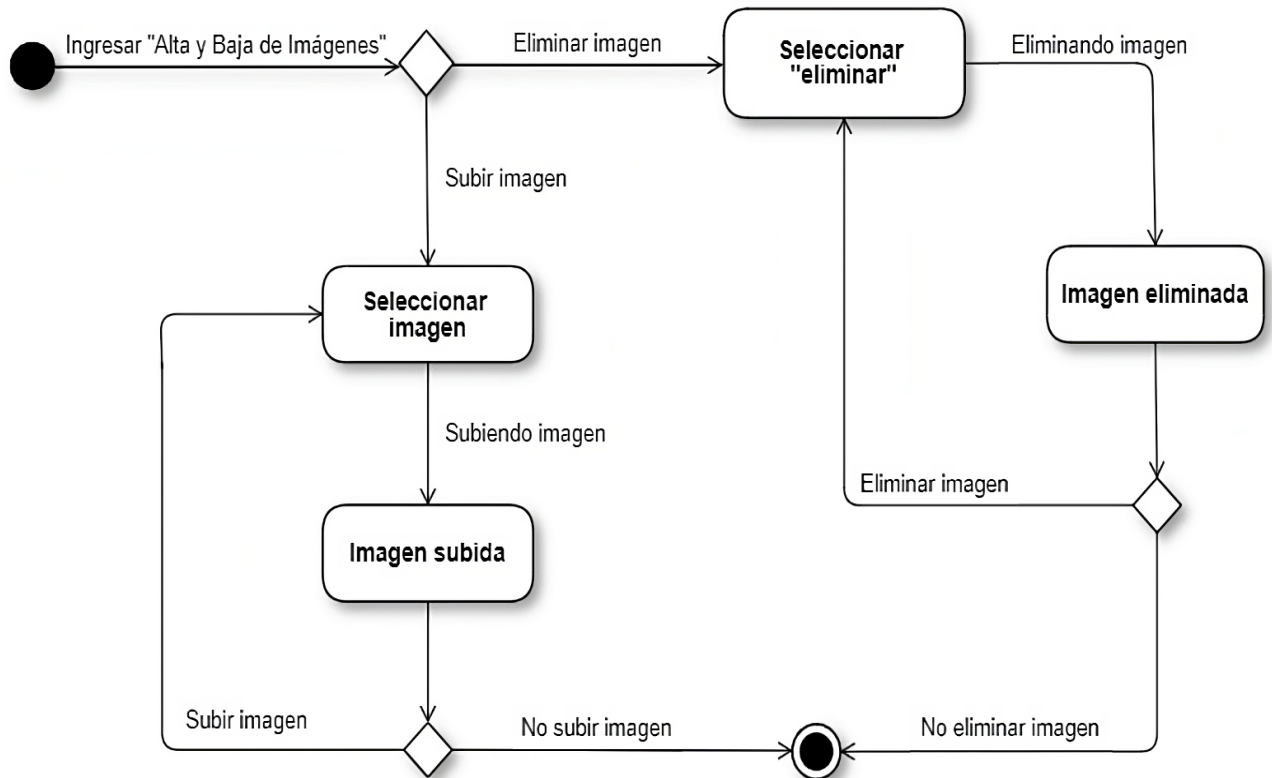 Ingresar "Alta y Baja de Imágenes"
Eliminar imagen
Seleccionar
"eliminar"
Eliminando imagen
Subir imagen
Seleccionar
imagen
Imagen eliminada
Subiendo imagen
Eliminar imagen
Imagen subida
Subir imagen
No subir imagen
No eliminar imagen